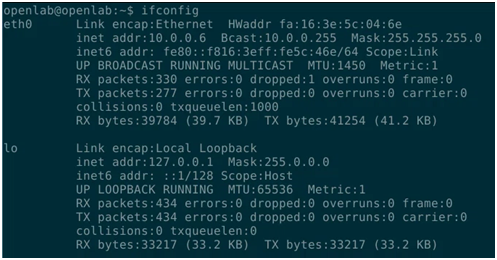 openlab@openlab:~$ ifconfig
eth0      Link encap:Ethernet  HWaddr fa:16:3e:5c:04:6e
          inet addr:10.0.0.6  Bcast:10.0.0.255  Mask:255.255.255.0
          inet6 addr: fe80::f816:3eff:fe5c:46e/64 Scope:Link
          UP BROADCAST RUNNING MULTICAST  MTU:1450  Metric:1
          RX packets:330 errors:0 dropped:1 overruns:0 frame:0
          TX packets:277 errors:0 dropped:0 overruns:0 carrier:0
          collisions:0 txqueuelen:1000
          RX bytes:39784 (39.7 KB)  TX bytes:41254 (41.2 KB)

lo        Link encap:Local Loopback
          inet addr:127.0.0.1  Mask:255.0.0.0
          inet6 addr: ::1/128 Scope:Host
          UP LOOPBACK RUNNING  MTU:65536  Metric:1
          RX packets:434 errors:0 dropped:0 overruns:0 frame:0
          TX packets:434 errors:0 dropped:0 overruns:0 carrier:0
          collisions:0 txqueuelen:0
          RX bytes:33217 (33.2 KB)  TX bytes:33217 (33.2 KB)